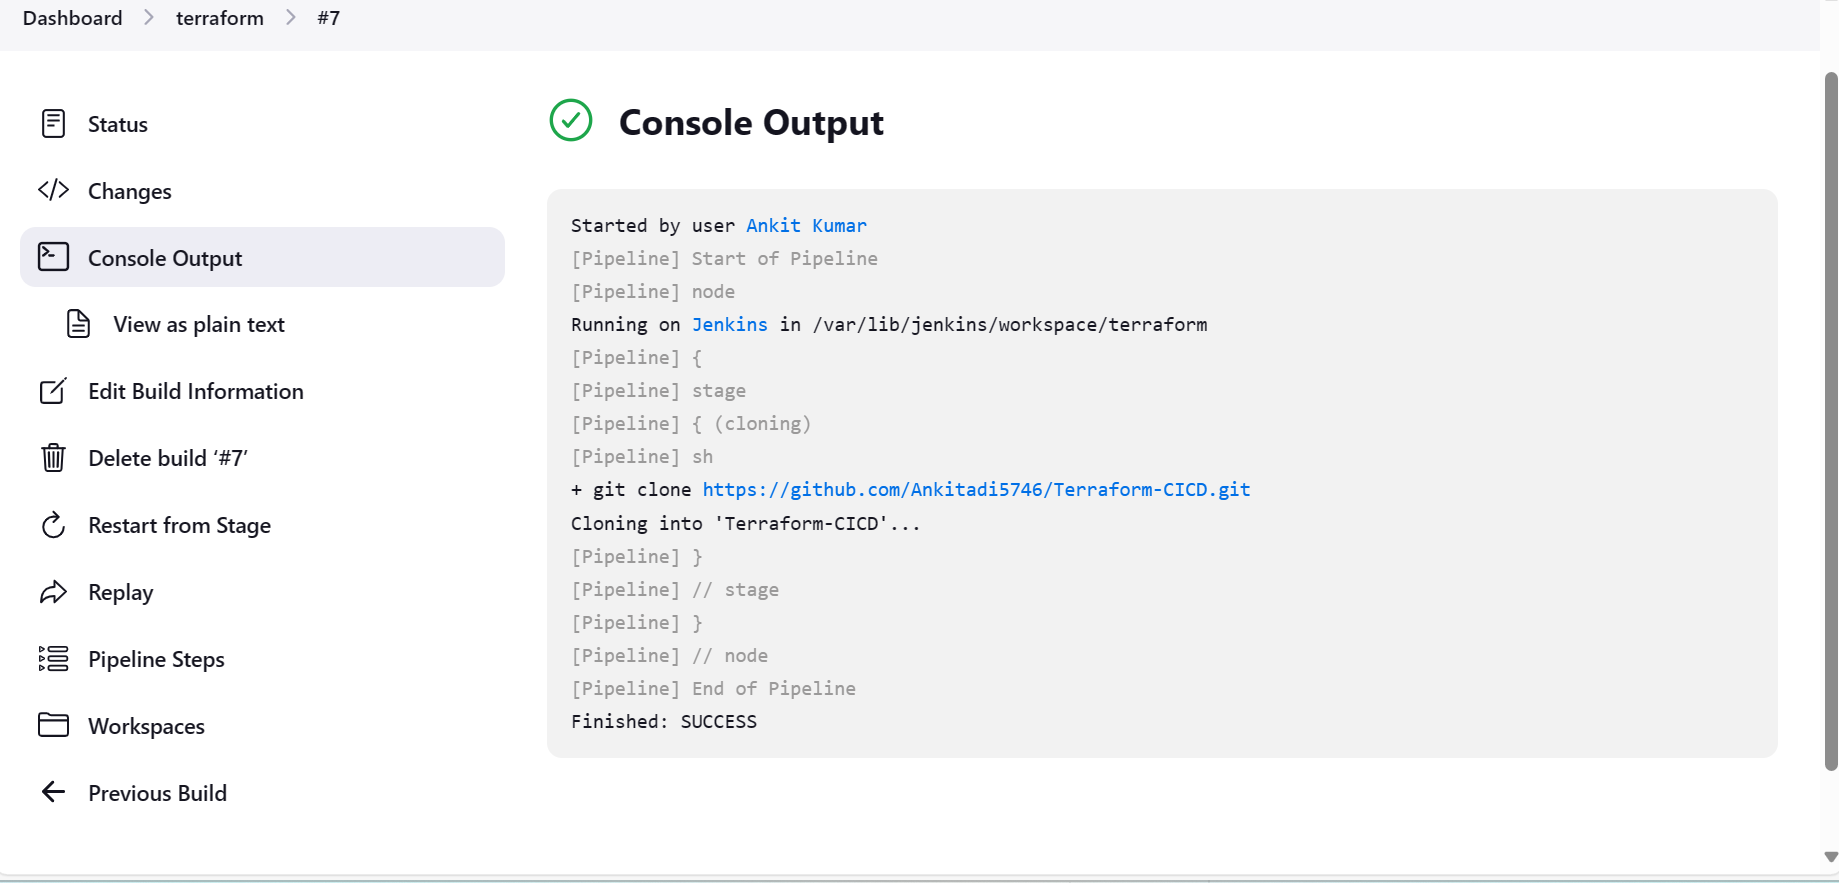 Dashboard > terraform > #7
Status
Changes
Console Output
View as plain text
Edit Build Information
Delete build ‘#7’
Restart from Stage
Replay
Pipeline Steps
Workspaces
Previous Build
Console Output
Started by user Ankit Kumar
[Pipeline] Start of Pipeline
[Pipeline] node
Running on Jenkins in /var/lib/jenkins/workspace/terraform
[Pipeline] {
[Pipeline] stage
[Pipeline] { (cloning)
[Pipeline] sh
+ git clone https://github.com/Ankitadi5746/Terraform-CICD.git
Cloning into 'Terraform-CICD'...
[Pipeline] }
[Pipeline] // stage
[Pipeline] }
[Pipeline] // node
[Pipeline] End of Pipeline
Finished: SUCCESS